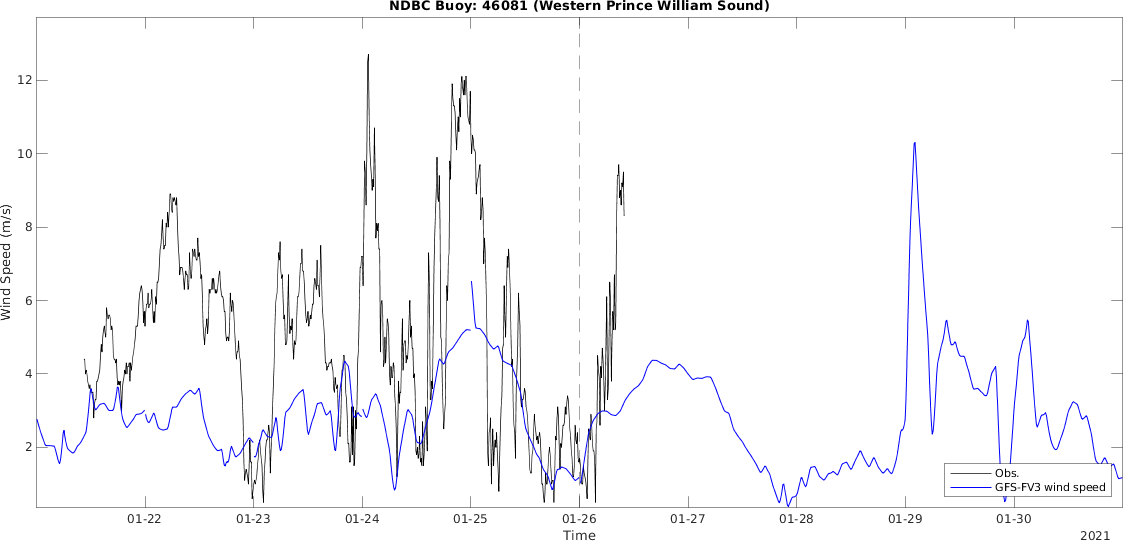 NDBC Buoy: 46081 (Western Prince William Sound)
Wind Speed (m/s)
12
10
8
6
4
2
Obs.
GFS-FV3 wind speed
01-22 01-23 01-24 01-25 01-26 01-27 01-28 01-29 01-30
Time
2021